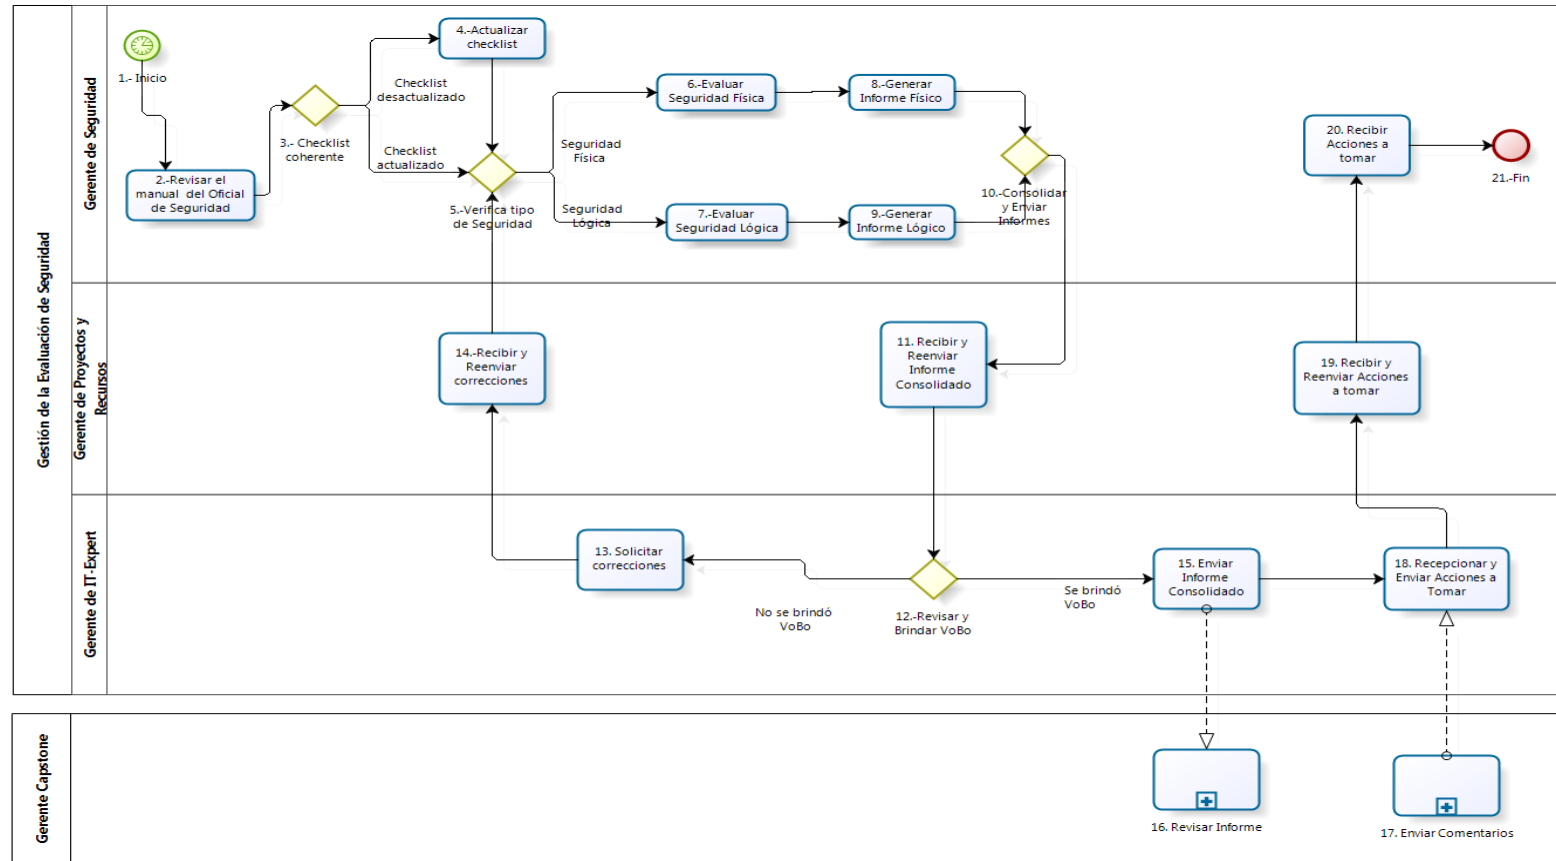 Gestión de la Evaluación de Seguridad
Gerente de Seguridad
1.- Inicio
2.-Revisar el
manual del Oficial
de Seguridad
3.- Checklist
coherente
Checklist
desactualizado
Checklist
actualizado
4.-Actualizar
checklist
5.-Verifica tipo
de Seguridad
Seguridad
Física
Seguridad
Lógica
6.-Evaluar
Seguridad Física
7.-Evaluar
Seguridad Lógica
8.-Generar
Informe Físico
9.-Generar
Informe Lógico
10.-Consolidar
y Enviar
Informes
20. Recibir
Acciones a
tomar
21.-Fin
Gerente de Proyectos y
Recursos
14.-Recibir y
Reenviar
correcciones
11. Recibir y
Reenviar
Informe
Consolidado
19. Recibir y
Reenviar Acciones
a tomar
Gerente de IT-Expert
13. Solicitar
correcciones
No se brindó
VoBo
12.-Revisar y
Brindar VoBo
Se brindó
VoBo
15. Enviar
Informe
Consolidado
18. Recepcionar y
Enviar Acciones a
Tomar
Gerente Capstone
16. Revisar Informe
17. Enviar Comentarios